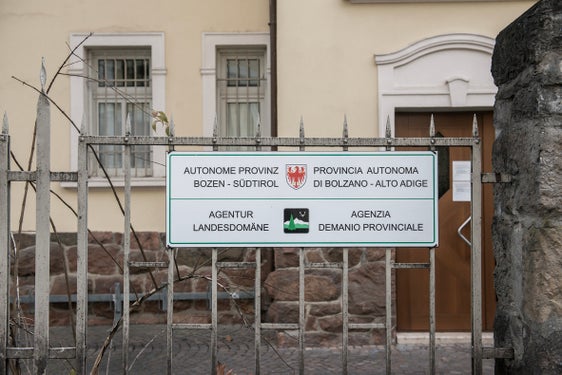 AUTONOME PROVINZ
BOZEN - SÜDTIROL
PROVINCIA AUTONOMA
DI BOLZANO - ALTO ADIGE
AGENTUR
LANDESDOMÄNE
AGENZIA
DEMANIO PROVINCIALE